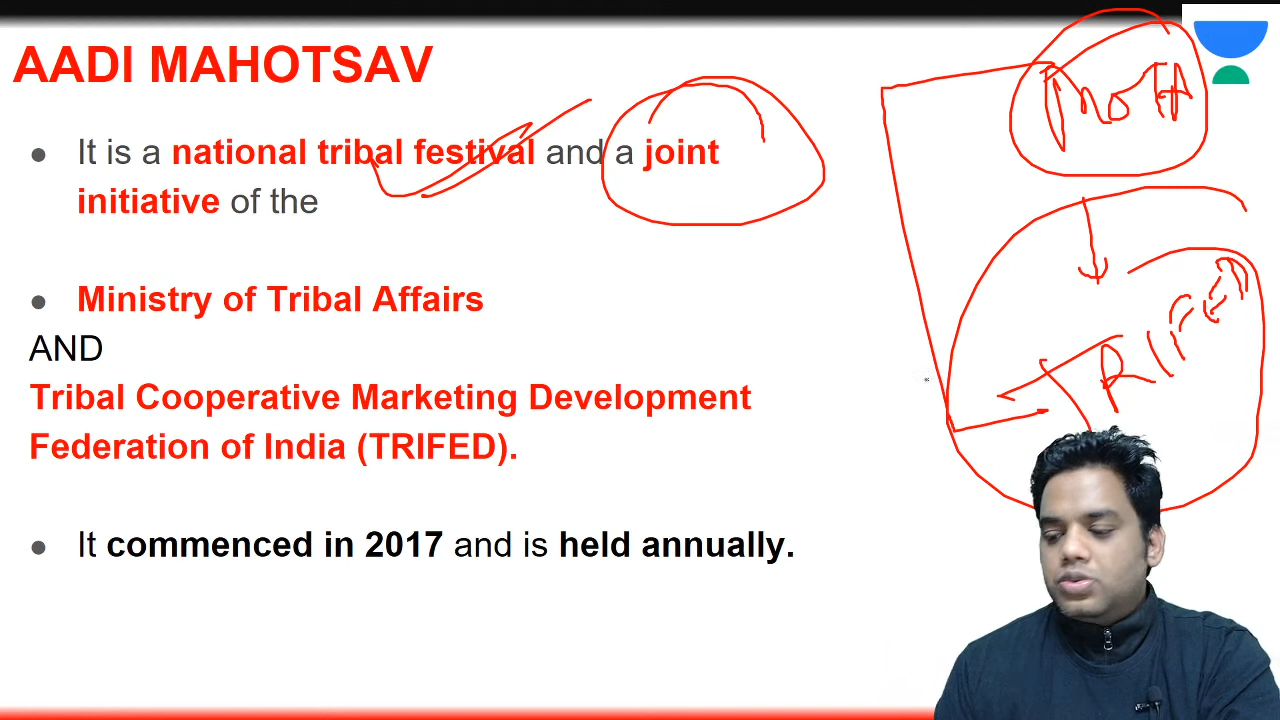 AADI MAHOTSAV
● It is a national tribal festival and a joint
initiative of the
● Ministry of Tribal Affairs
AND
Tribal Cooperative Marketing Development
Federation of India (TRIFED).
● It commenced in 2017 and is held annually.
MoTA
TRIFED